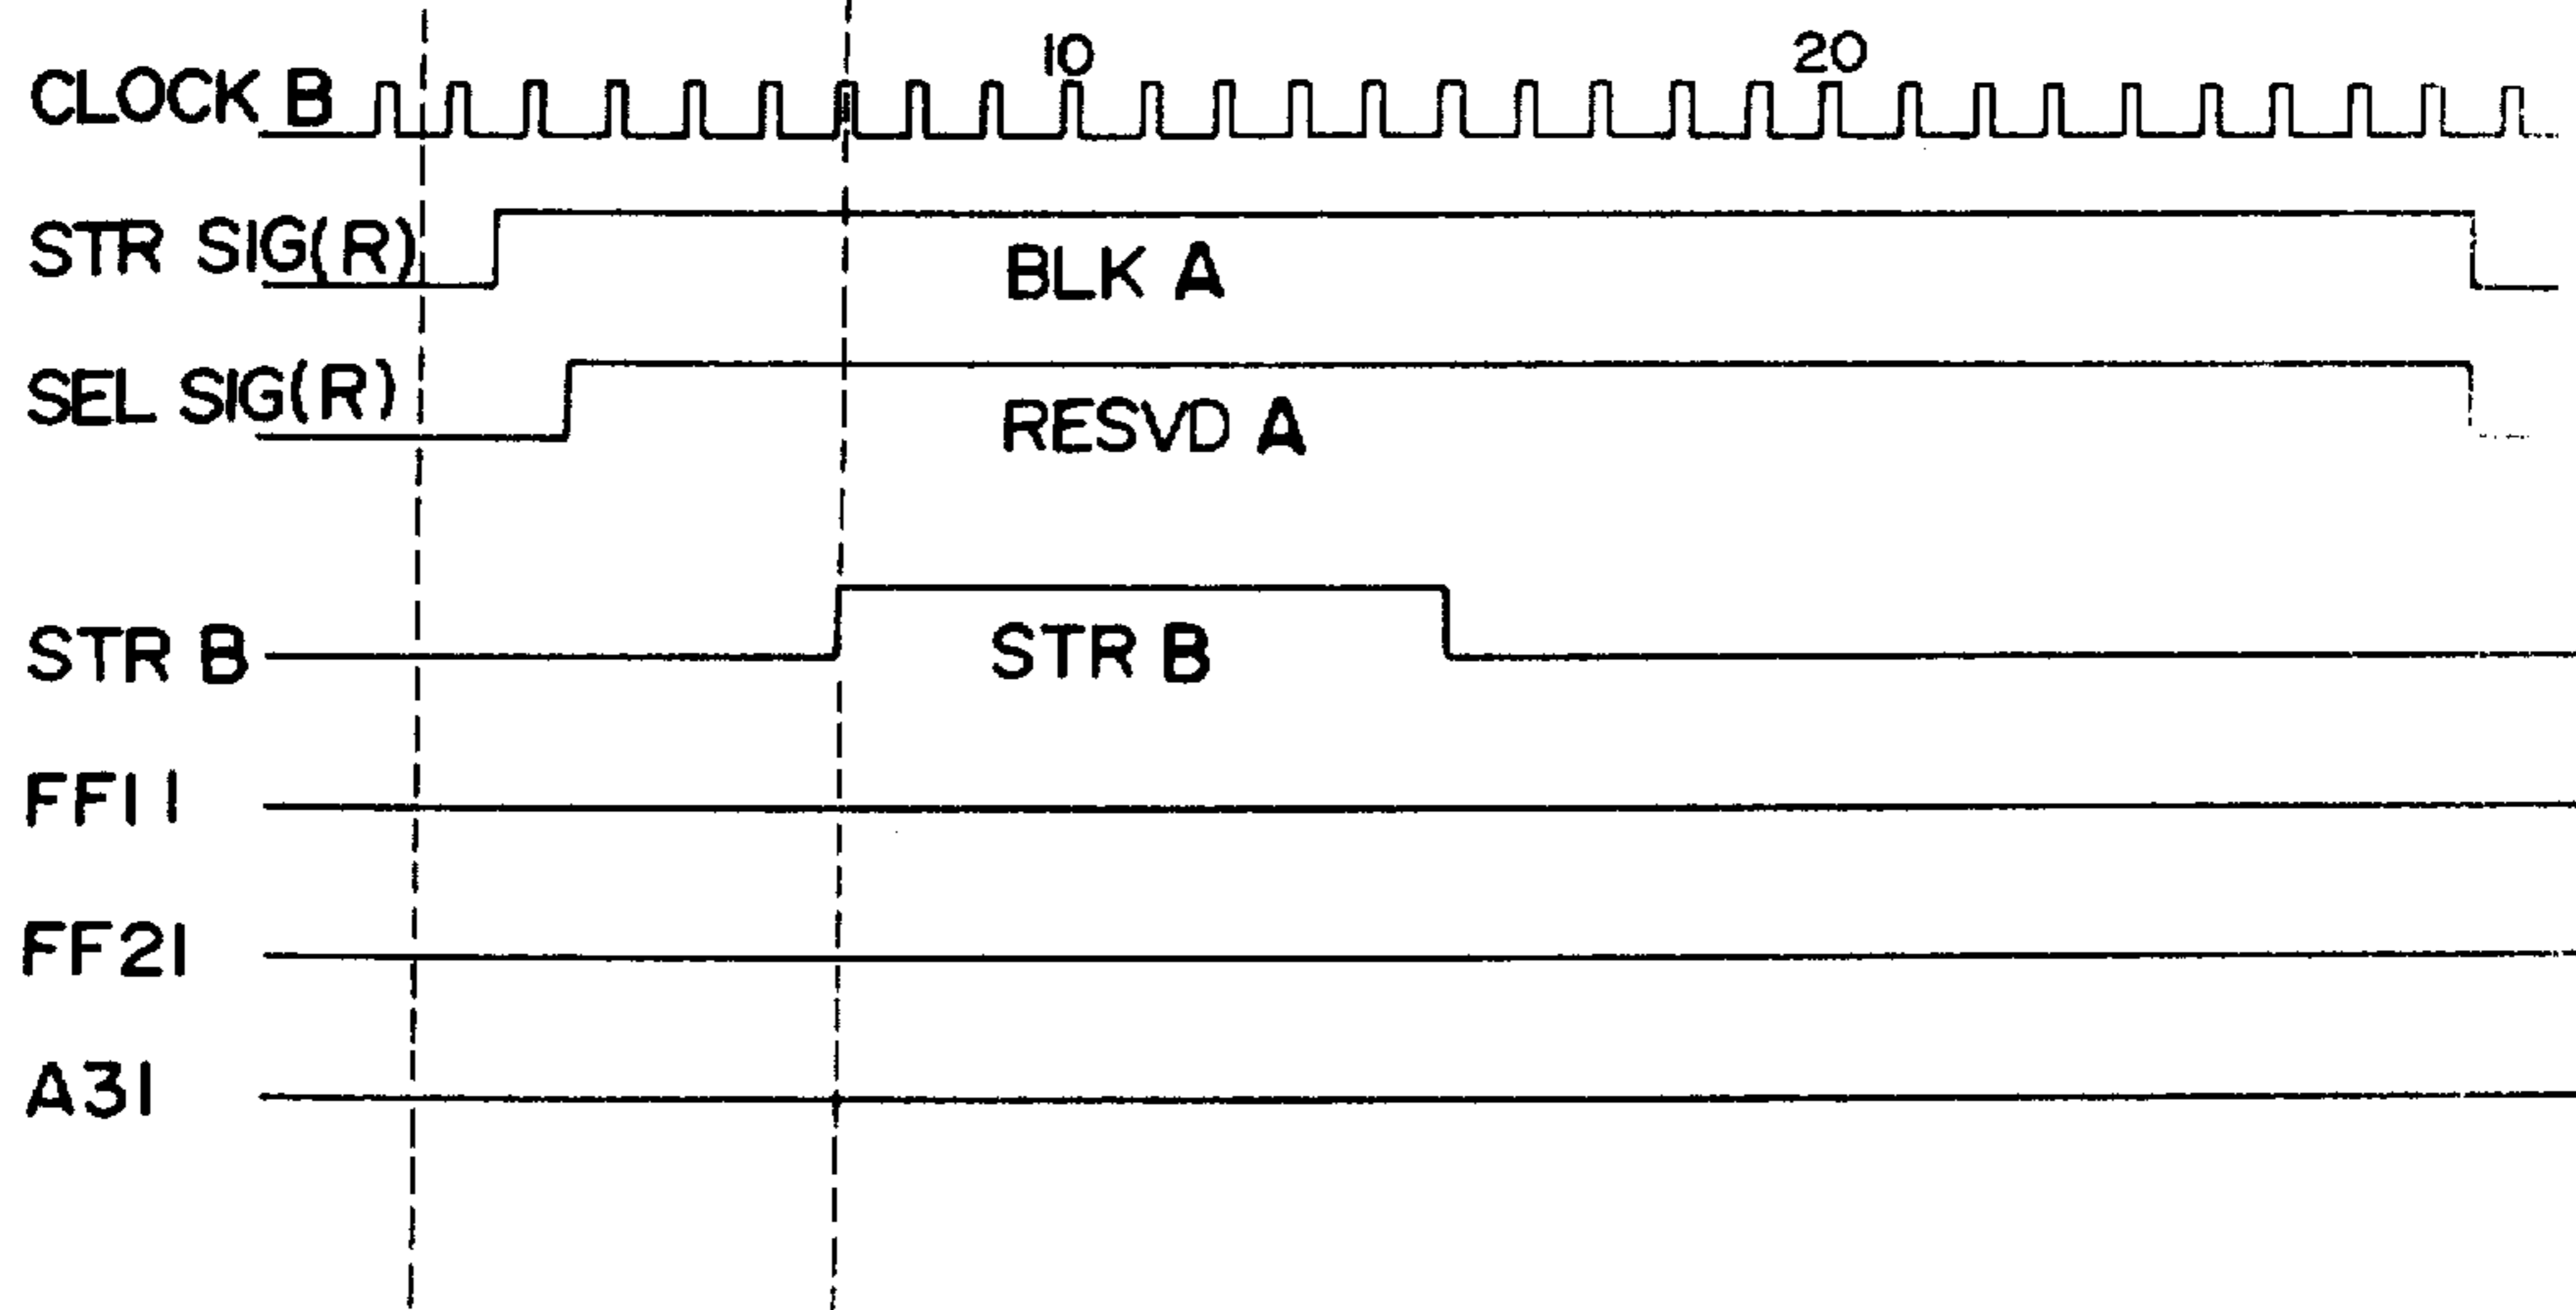 10 20
CLOCK B
STR SIG(R)
BLK A
SEL SIG(R)
RESVD A
STR B
STR B
FF11
FF21
A31